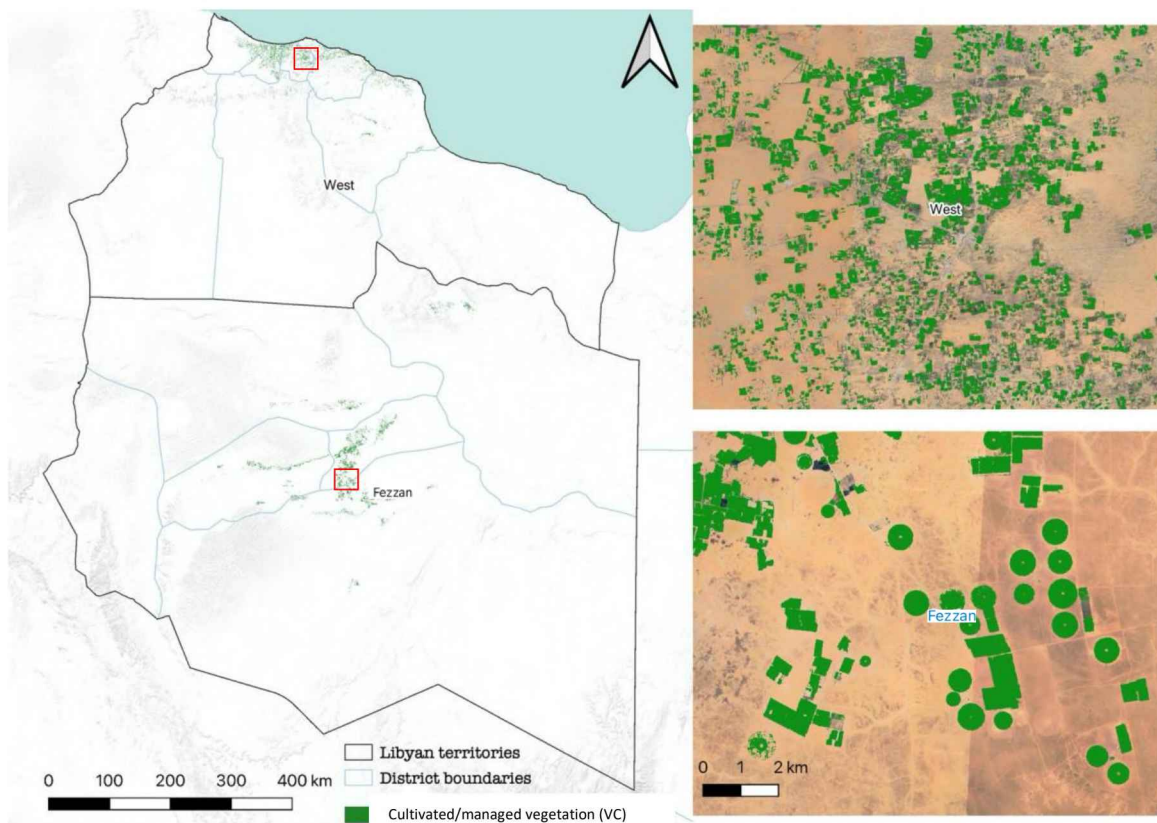 West
Fezzan
Libyan territories
District boundaries
Cultivated/managed vegetation (VC)
0 100 200 300 400 km
West
Fezzan
0 1 2 km